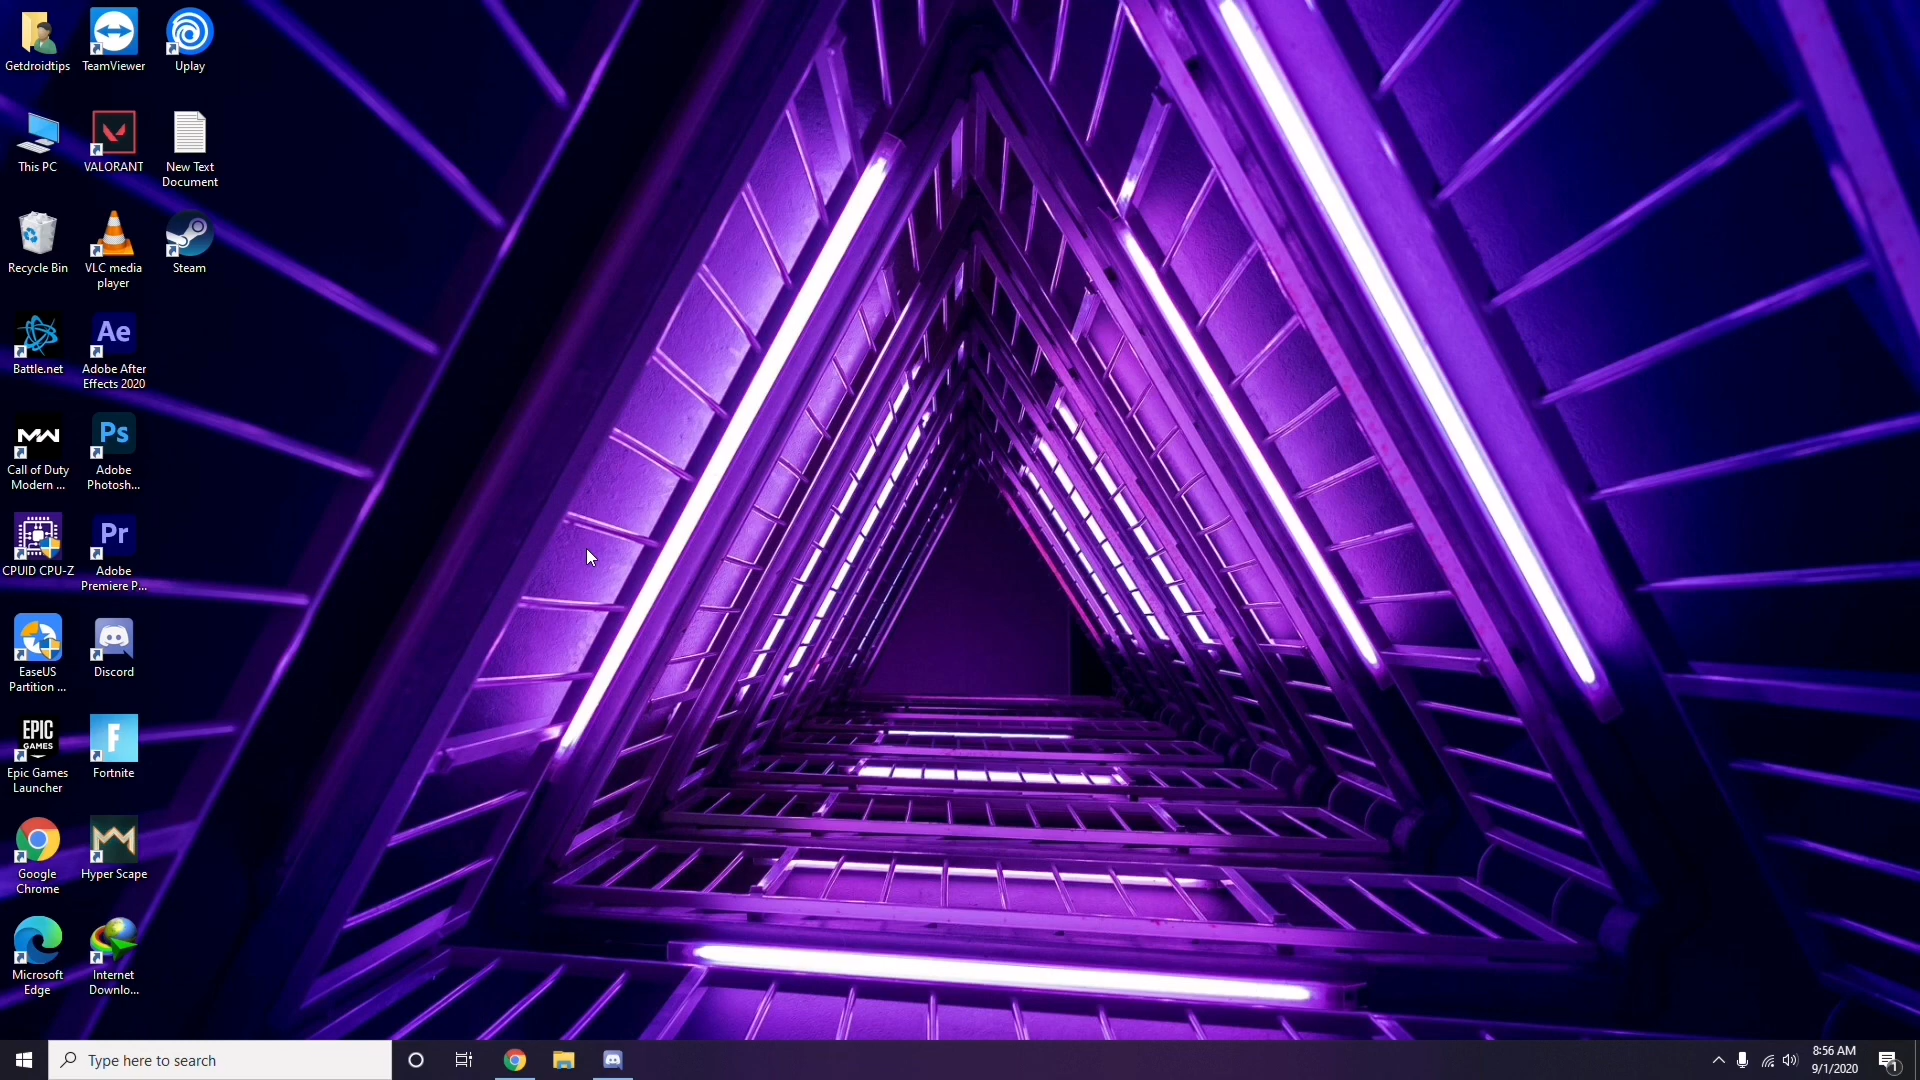 Getdroidtips
TeamViewer
Uplay
This PC
VALORANT
New Text
Document
Recycle Bin
VLC media
player
Steam
Battle.net
Ae
Adobe After
Effects 2020
MW
Call of Duty
Modern ...
Ps
Adobe
Photosh...
CPUID CPU-Z
Pr
Adobe
Premiere P...
EaseUS
Partition ...
Discord
EPIC
GAMES
Epic Games
Launcher
F
Fortnite
Google
Chrome
Hyper Scape
Microsoft
Edge
Internet
Downlo...
Type here to search
8:56 AM
9/1/2020
1